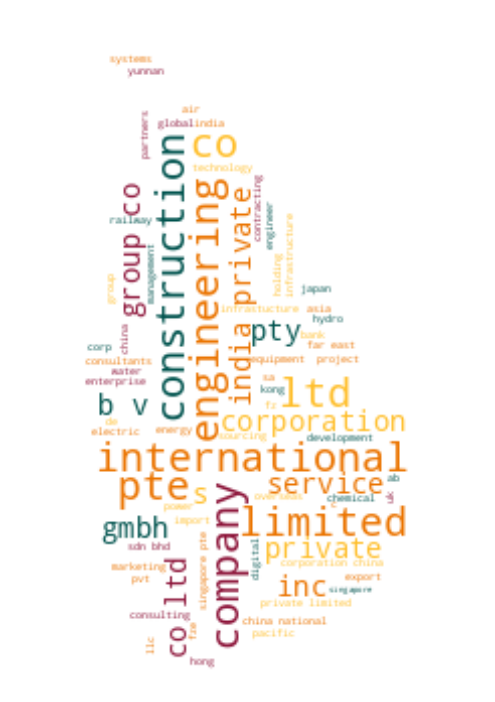 systems
yunnan
air
global
india
partners
construction
co
technology
group co
engineering
india private
contracting
engineer
railway
management
holding
infrastructure
group
japan
infrastucture
asia
hydro
pty
bank
china
corp
far east
consultants
equipment
project
water
enterprise
sa
kong
ltd
b v
fz
corporation
de
electric
energy
sourcing
development
international
pte
s
service
ab
overseas
chemical
uk
c
power
limited
gmbh
import
company
private
sdn bhd
singapore pte
digital
marketing
pvt
co ltd
corporation china
export
inc
singapore
private limited
consulting
fze
china national
pacific
llc
hong